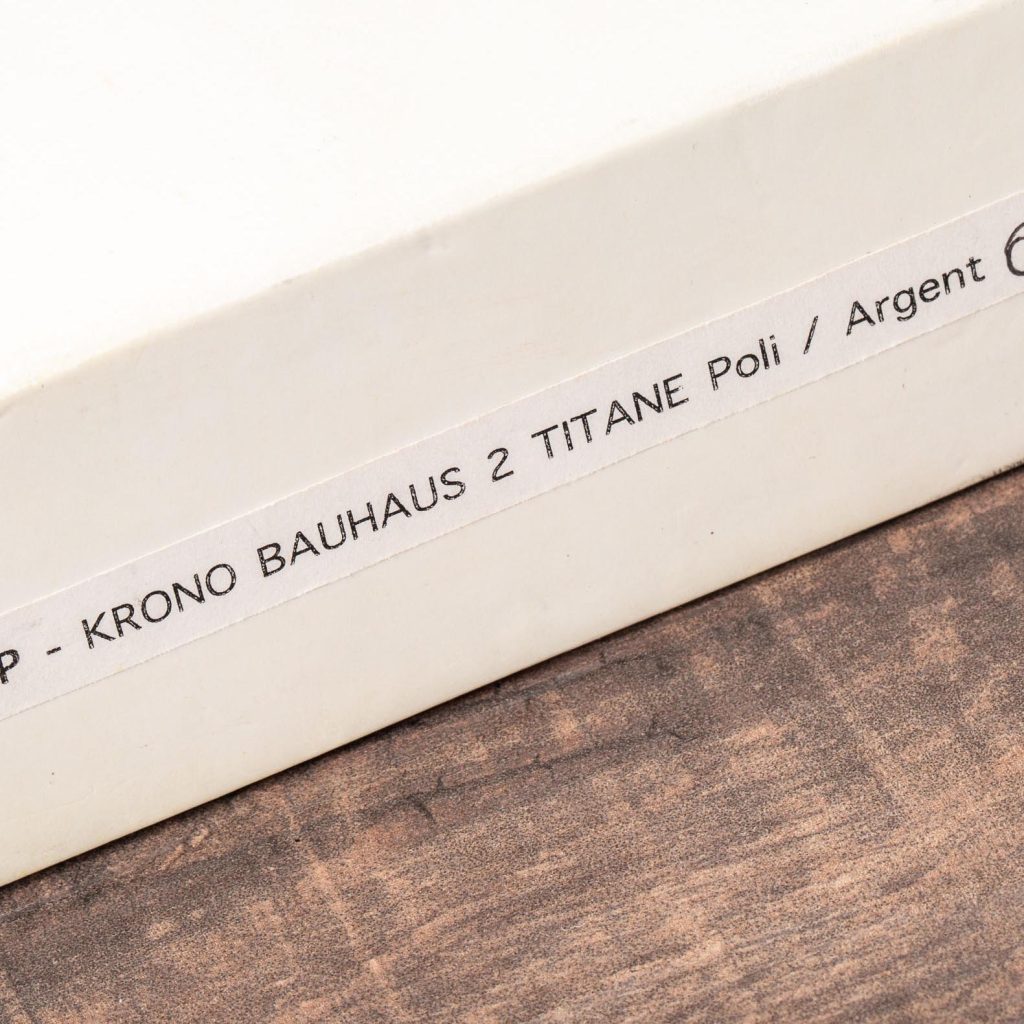 P - KRONO BAUHAUS 2 TITANE Poli / Argent